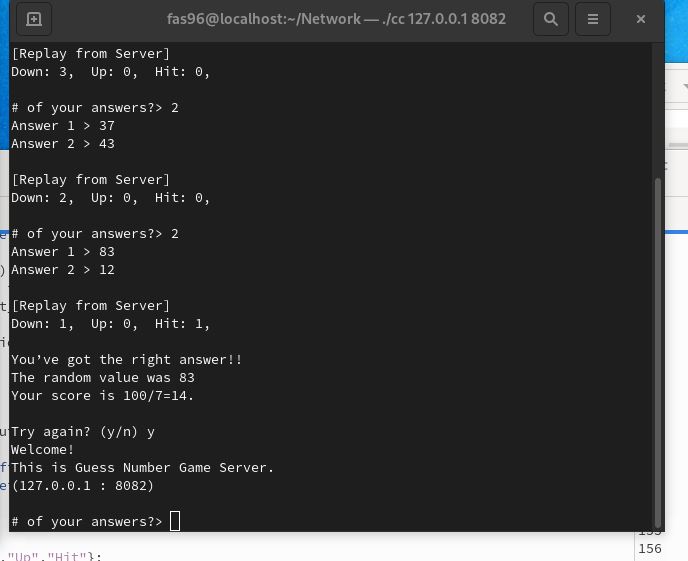 fas96@localhost:~/Network — ./cc 127.0.0.1 8082
[Replay from Server]
Down: 3,  Up: 0,  Hit: 0,
# of your answers?> 2
Answer 1 > 37
Answer 2 > 43
[Replay from Server]
Down: 2,  Up: 0,  Hit: 0,
# of your answers?> 2
Answer 1 > 83
Answer 2 > 12
[Replay from Server]
Down: 1,  Up: 0,  Hit: 1,
You've got the right answer!!
The random value was 83
Your score is 100/7=14.
Try again? (y/n) y
Welcome!
This is Guess Number Game Server.
(127.0.0.1 : 8082)
# of your answers?>
,"Up","Hit"};
156